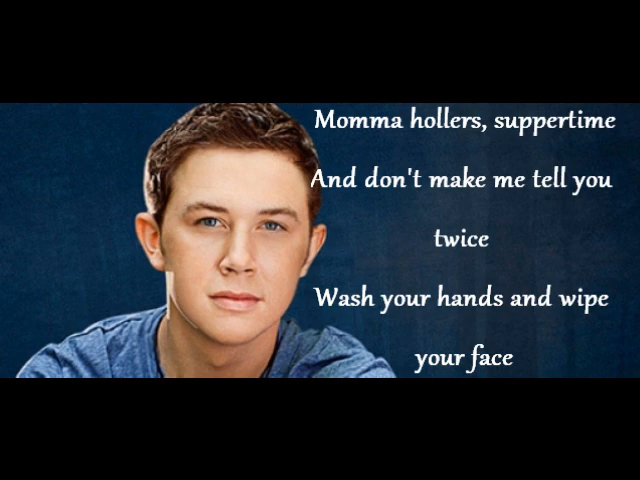 Momma hollers, suppertime
And don't make me tell you
twice
Wash your hands and wipe
your face